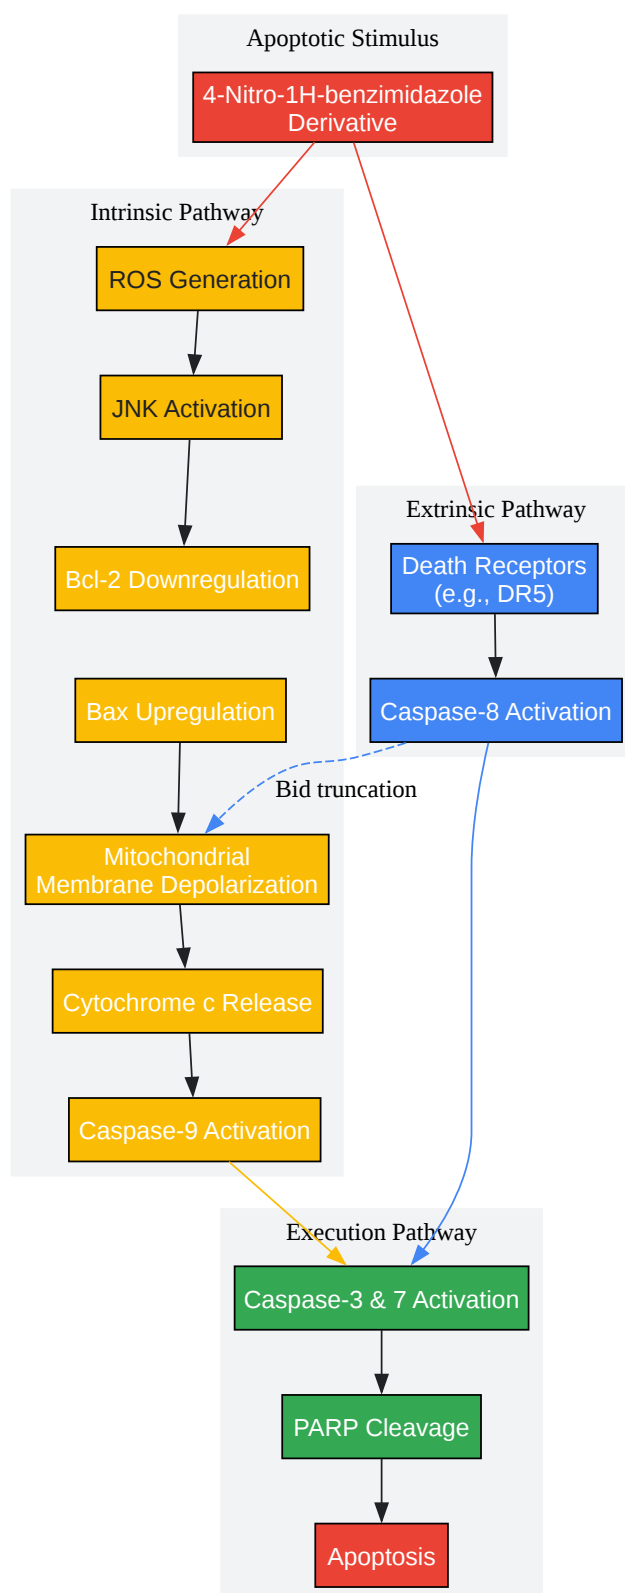 Apoptotic Stimulus
4-Nitro-1H-benzimidazole
Derivative
Intrinsic Pathway
ROS Generation
JNK Activation
Extrinsic Pathway
Death Receptors
(e.g., DR5)
Bcl-2 Downregulation
Bax Upregulation
Caspase-8 Activation
Bid truncation
Mitochondrial
Membrane Depolarization
Cytochrome c Release
Caspase-9 Activation
Execution Pathway
Caspase-3 & 7 Activation
PARP Cleavage
Apoptosis